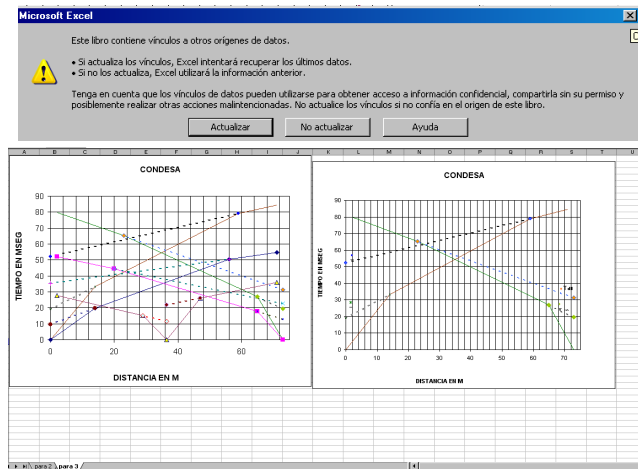 Microsoft Excel
Este libro contiene vínculos a otros orígenes de datos.
• Si actualiza los vínculos, Excel intentará recuperar los últimos datos.
• Si no los actualiza, Excel utilizará la información anterior.
Tenga en cuenta que los vínculos de datos pueden utilizarse para obtener acceso a información confidencial, compartirla sin su permiso y
posiblemente realizar otras acciones malintencionadas. No actualice los vínculos si no confía en el origen de este libro.
Actualizar No actualizar Ayuda
A B C D E F G H I J K L M N O P Q R S T U
CONDESA
TIEMPO EN MSEG
90
80
70
60
50
40
30
20
10
0
0 20 40 60
DISTANCIA EN M
CONDESA
TIEMPO EN MSEG
90
80
70
60
50
40
30
20
10
0
0 10 20 30 40 50 60 70
DISTANCIA EN M
para 2 para 3